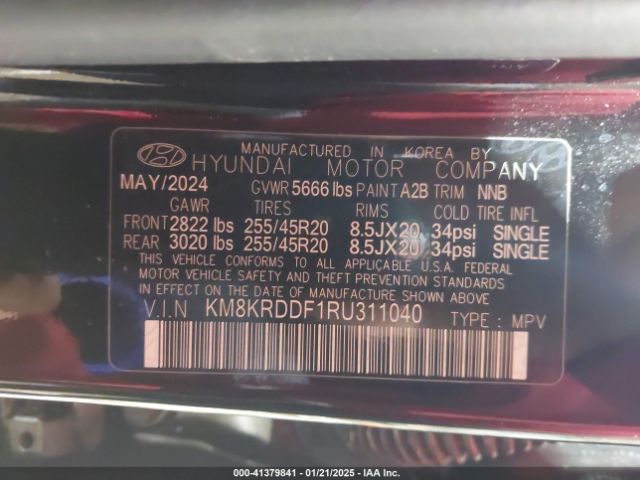 MANUFACTURED IN KOREA BY
HYUNDAI MOTOR COMPANY
MAY/2024 GVWR 5666 lbs PAINT A2B TRIM NNB
GAWR TIRES RIMS COLD TIRE INFL
FRONT 2822 lbs 255/45R20 8.5JX20 34psi SINGLE
REAR 3020 lbs 255/45R20 8.5JX20 34psi SINGLE
THIS VEHICLE CONFORMS TO ALL APPLICABLE U.S.A. FEDERAL
MOTOR VEHICLE SAFETY AND THEFT PREVENTION STANDARDS
IN EFFECT ON THE DATE OF MANUFACTURE SHOWN ABOVE.
V.I.N KM8KRDDF1RU311040 TYPE : MPV
000-41379841 - 01/21/2025 - IAA Inc.